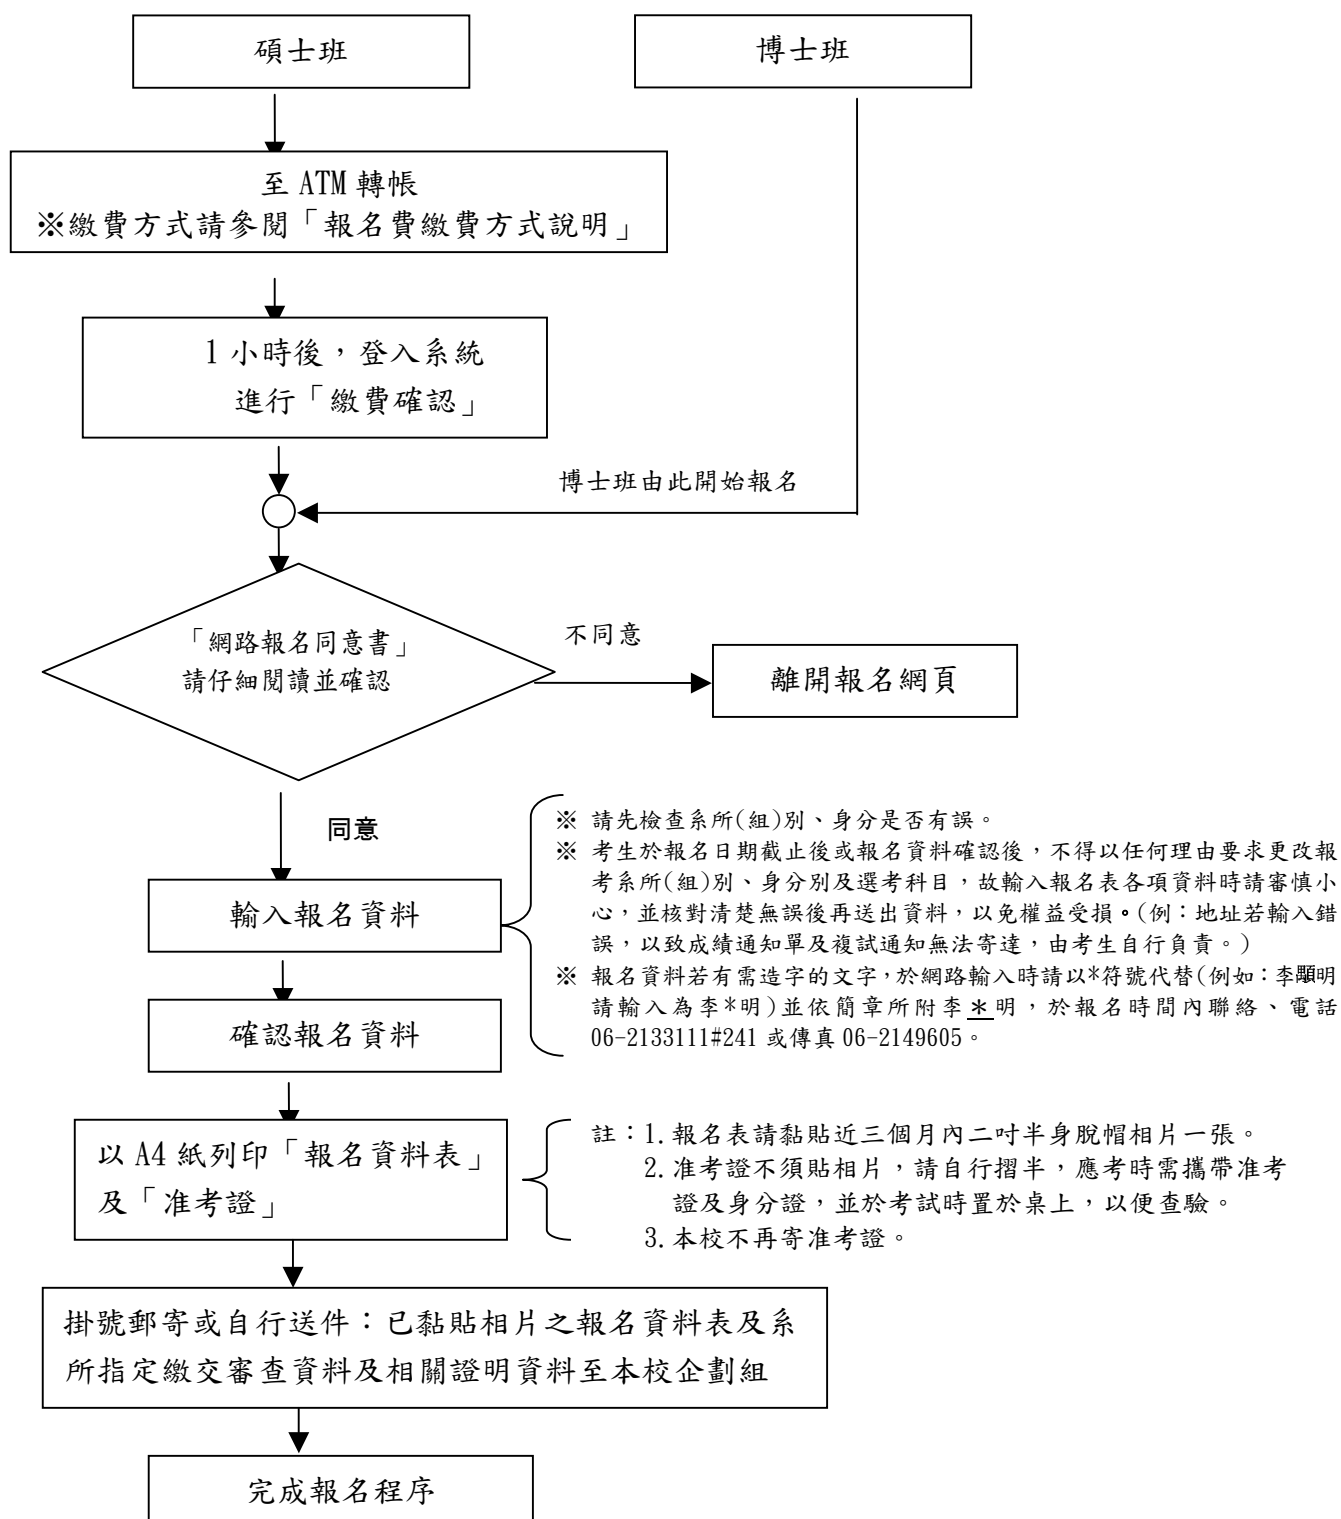 碩士班
博士班
至 ATM 轉帳
※繳費方式請參閱「報名費繳費方式說明」
1 小時後，登入系統
進行「繳費確認」
博士班由此開始報名
「網路報名同意書」
請仔細閱讀並確認
不同意
離開報名網頁
同意
輸入報名資料
確認報名資料
※ 請先檢查系所(組)別、身分是否有誤。
※ 考生於報名日期截止後或報名資料確認後，不得以任何理由要求更改報
考系所(組)別、身分別及選考科目，故輸入報名表各項資料時請審慎小
心，並核對清楚無誤後再送出資料，以免權益受損。(例：地址若輸入錯
誤，以致成績通知單及複試通知無法寄達，由考生自行負責。)
※ 報名資料若有需造字的文字，於網路輸入時請以*符號代替(例如：李顯明
請輸入為李*明)並依簡章所附李＊明，於報名時間內聯絡、電話
06-2133111#241 或傳真 06-2149605。
以 A4 紙列印「報名資料表」
及「准考證」
註：1.報名表請黏貼近三個月內二吋半身脫帽相片一張。
2.准考證不須貼相片，請自行摺半，應考時需攜帶准考
證及身分證，並於考試時置於桌上，以便查驗。
3.本校不再寄准考證。
掛號郵寄或自行送件：已黏貼相片之報名資料表及系
所指定繳交審查資料及相關證明資料至本校企劃組
完成報名程序